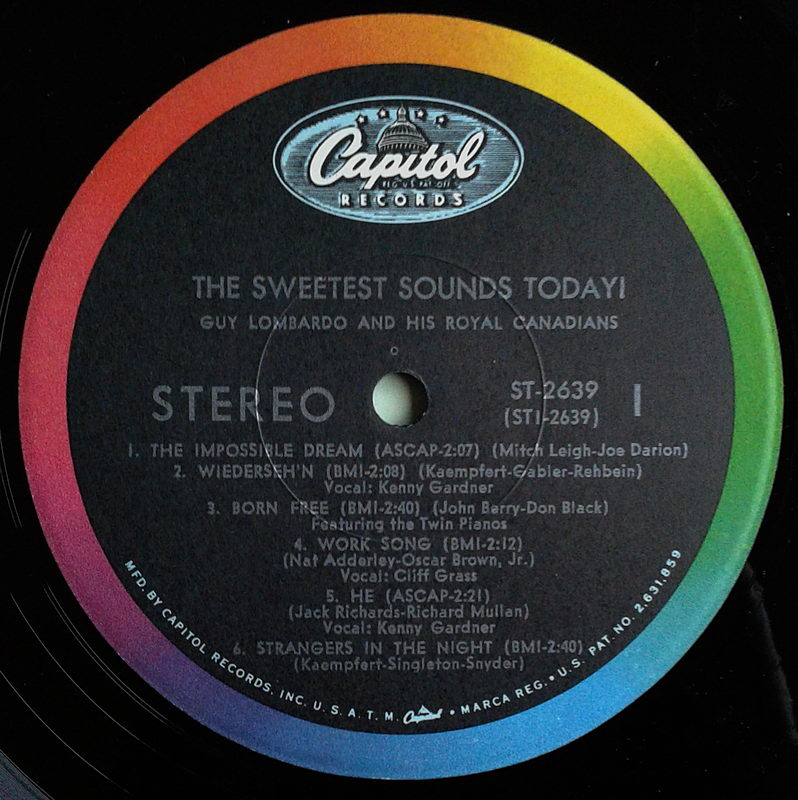 Capitol
REG. U.S. PAT. OFF.
RECORDS
THE SWEETEST SOUNDS TODAY!
GUY LOMBARDO AND HIS ROYAL CANADIANS
STEREO
ST-2639
(ST1-2639)
1
1. THE IMPOSSIBLE DREAM (ASCAP-2:07) (Mitch Leigh-Joe Darion)
2. WIEDERSEH'N (BMI-2:08) (Kaempfert-Gabler-Rehbein)
Vocal: Kenny Gardner
3. BORN FREE (BMI-2:40) (John Barry-Don Black)
Featuring the Twin Pianos
4. WORK SONG (BMI-2:12)
(Nat Adderley-Oscar Brown, Jr.)
Vocal: Cliff Grass
5. HE (ASCAP-2:21)
(Jack Richards-Richard Mullan)
Vocal: Kenny Gardner
6. STRANGERS IN THE NIGHT (BMI-2:40)
(Kaempfert-Singleton-Snyder)
MFD. BY CAPITOL RECORDS, INC. U. S. A. T. M. Capitol • MARCA REG. • U. S. PAT. NO. 2,631,859